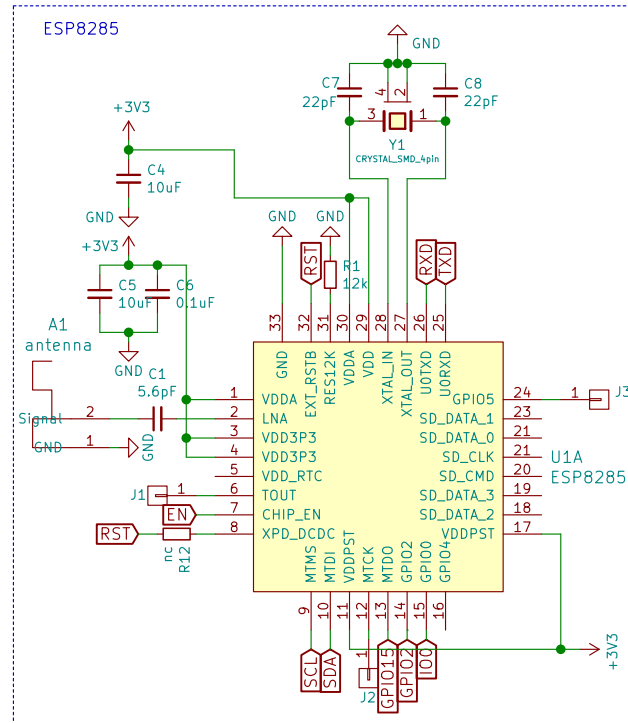 ESP8285
GND
C7
22pF
4
2
C8
22pF
3
1
Y1
CRYSTAL_SMD_4pin
+3V3
C4
10uF
GND
+3V3
C5
10uF
C6
0.1uF
GND
GND
GND
RST
R1
12k
RXD
TXD
33
32
31
30
29
28
27
26
25
GND
EXT_RSTB
RES12K
VDDA
VDD
XTAL_IN
XTAL_OUT
U0TXD
U0RXD
A1
antenna
Signal
2
GND
1
C1
5.6pF
GND
1
VDDA
2
LNA
3
VDD3P3
4
VDD3P3
5
VDD_RTC
J1
1
6
TOUT
EN
7
CHIP_EN
RST
nc
R12
8
XPD_DCDC
GPIO5
24
1
J3
SD_DATA_1
23
SD_DATA_0
21
SD_CLK
21
SD_CMD
20
SD_DATA_3
19
SD_DATA_2
18
VDDPST
17
U1A
ESP8285
MTMS
MTDI
VDDPST
MTCK
MTDO
GPIO2
GPIO0
GPIO4
9
10
11
12
13
14
15
16
SCL
SDA
1
J2
GPIO15
GPIO2
IO0
+3V3